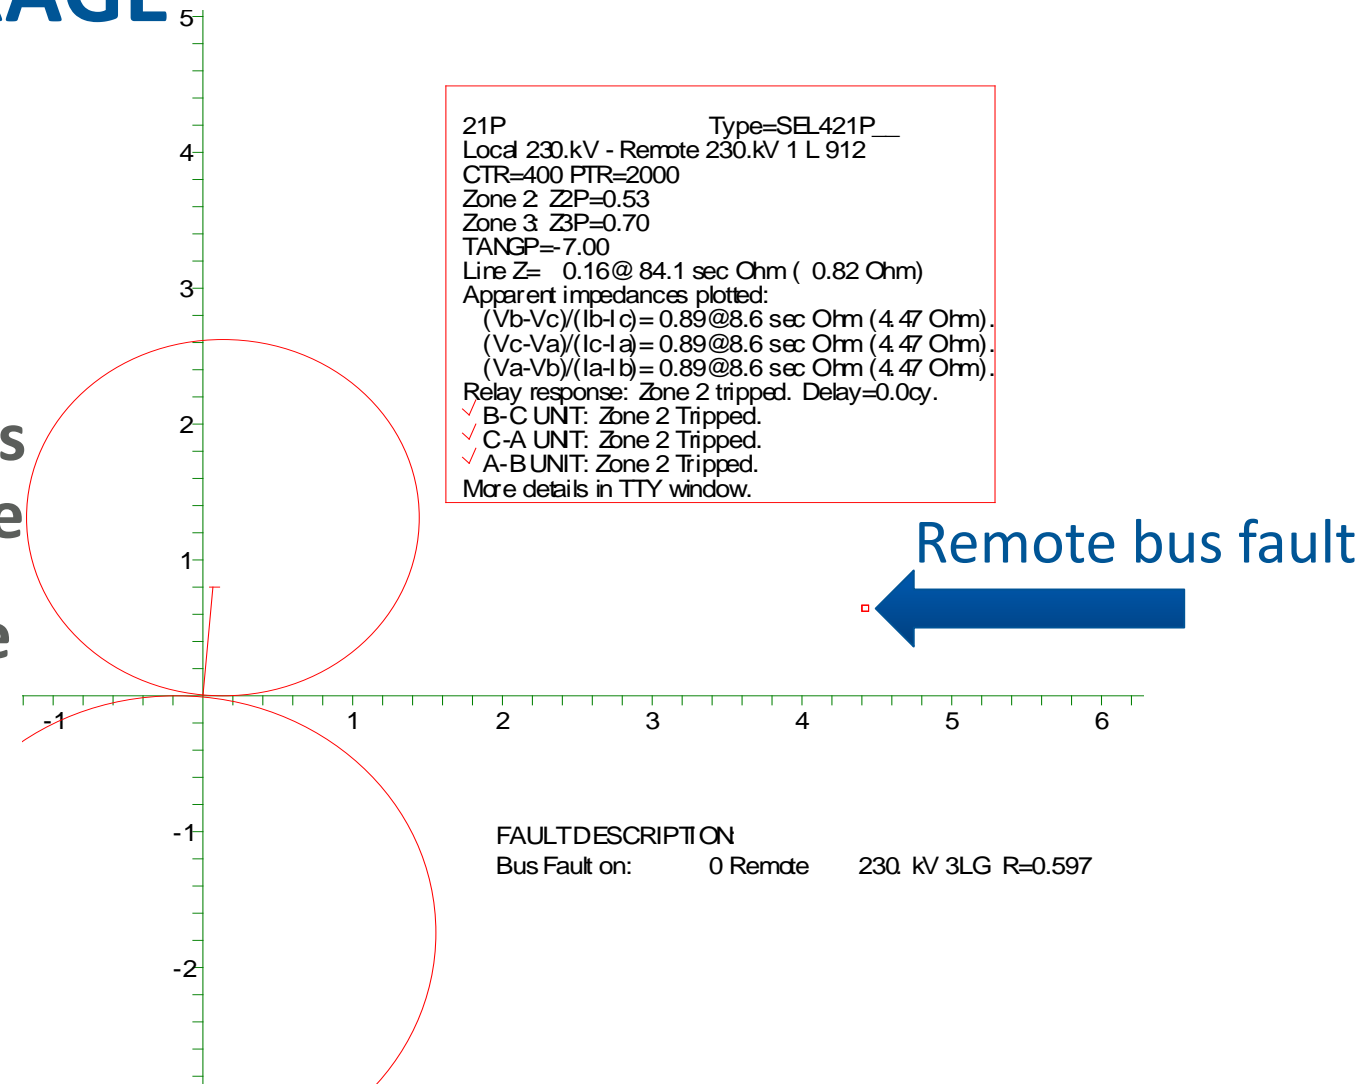 AGE
5
4
3
2
1
-1
-2
-1
1
2
3
4
5
6
21P Type=SEL421P__
Local 230.kV - Remote 230.kV 1 L 912
CTR=400 PTR=2000
Zone 2: Z2P=0.53
Zone 3: Z3P=0.70
TANGP=-7.00
Line Z= 0.16@ 84.1 sec Ohm ( 0.82 Ohm)
Apparent impedances plotted:
(Vb-Vc)/(Ib-Ic)= 0.89@8.6 sec Ohm (4.47 Ohm).
(Vc-Va)/(Ic-Ia)= 0.89@8.6 sec Ohm (4.47 Ohm).
(Va-Vb)/(Ia-Ib)= 0.89@8.6 sec Ohm (4.47 Ohm).
Relay response: Zone 2 tripped. Delay=0.0cy.
B-C UNIT: Zone 2 Tripped.
C-A UNIT: Zone 2 Tripped.
A-B UNIT: Zone 2 Tripped.
More details in TTY window.
s
e
e
Remote bus fault
FAULT DESCRIPTION:
Bus Fault on: 0 Remote 230. kV 3LG R=0.597